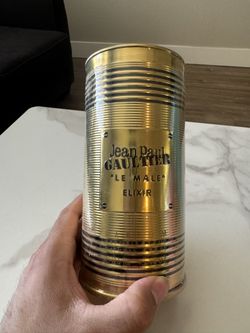 Jean Paul
GAULTIER
"LE MALE"
ELIXIR